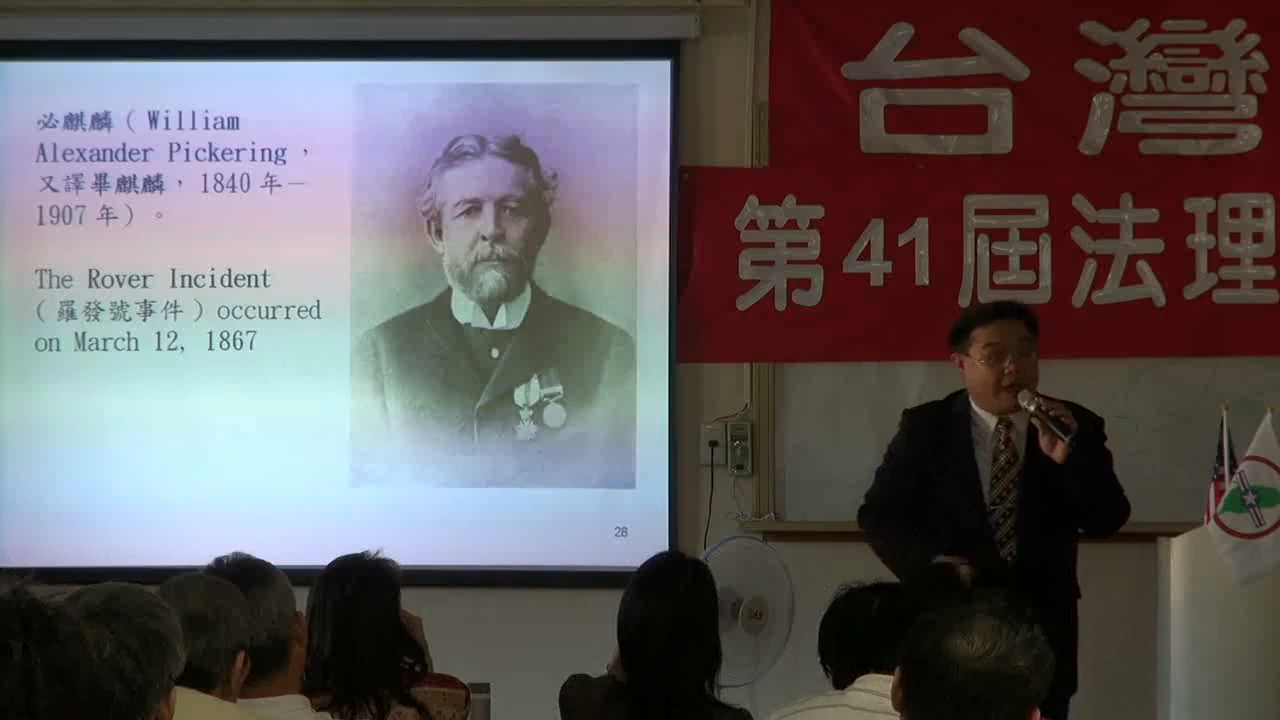 必麒麟（William
Alexander Pickering，
又譯畢麒麟，1840年－
1907年）。
The Rover Incident
（羅發號事件）occurred
on March 12, 1867
28
台灣
第41屆法理